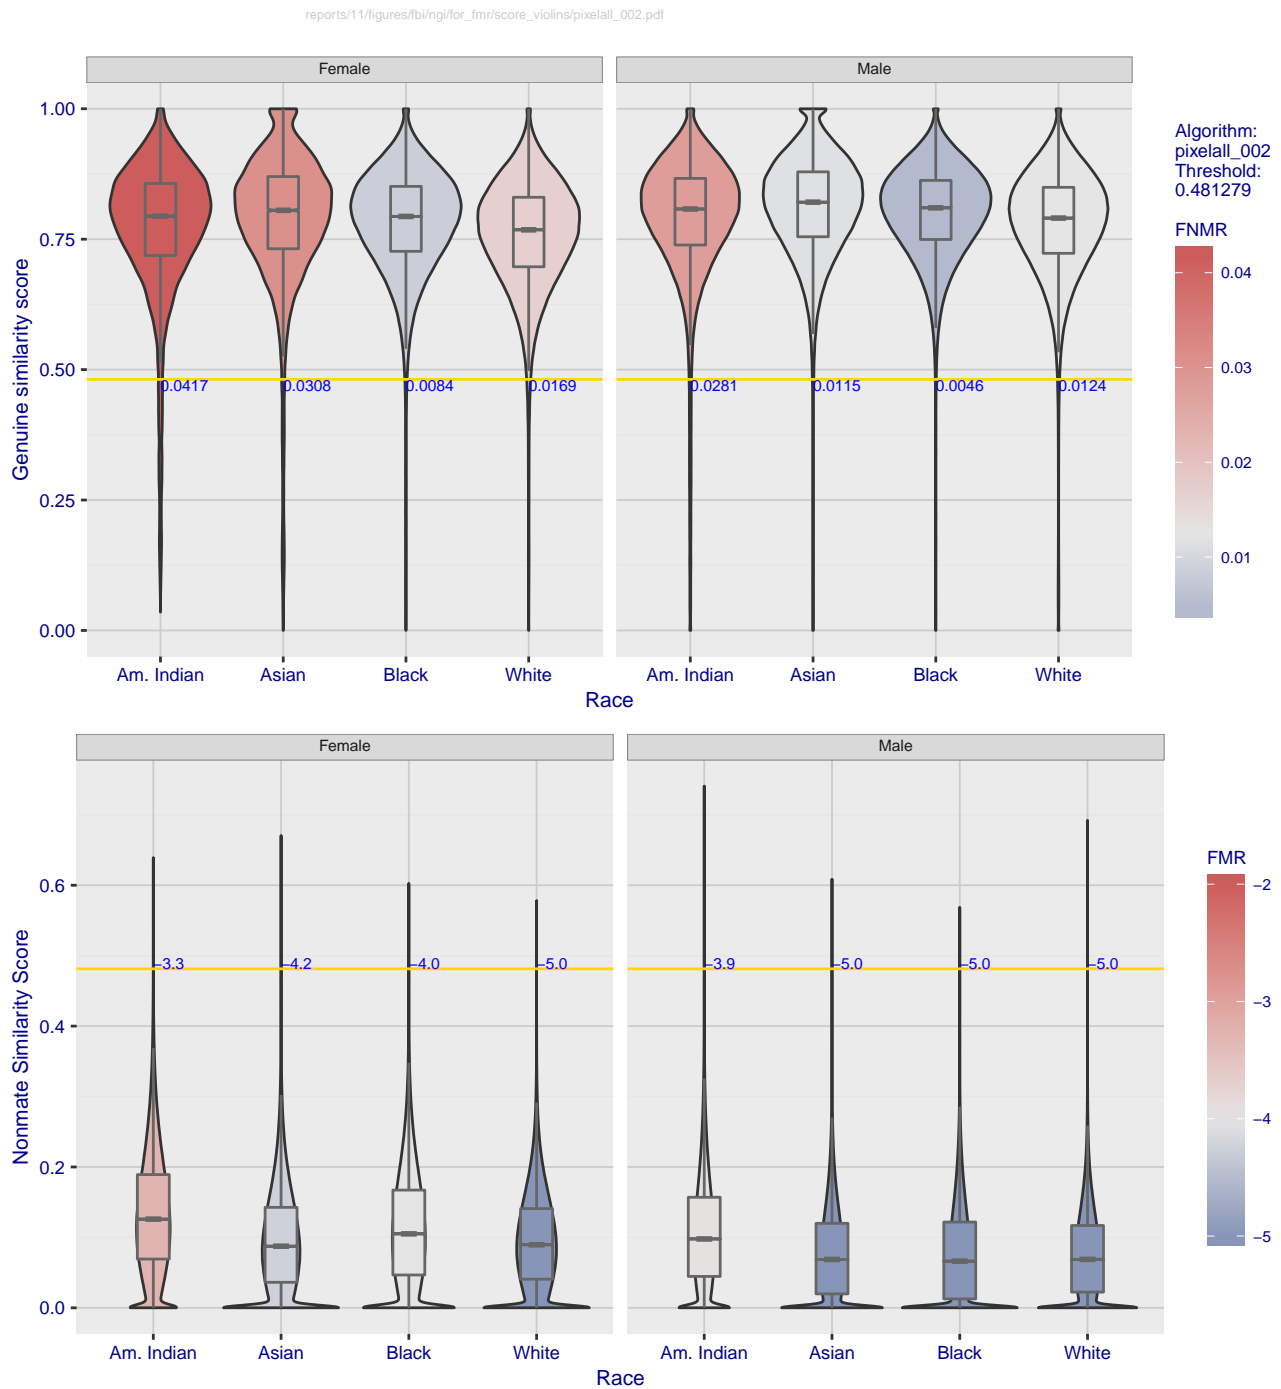 reports/11/figures/fbi/ngi/for_fmr/score_violins/pixelall_002.pdf
Female
Male
Genuine similarity score
1.00
0.75
0.50
0.25
0.00
0.0417
0.0308
0.0084
0.0169
0.0281
0.0115
0.0046
0.0124
Am. Indian
Asian
Black
White
Am. Indian
Asian
Black
White
Race
Algorithm:
pixelall_002
Threshold:
0.481279
FNMR
0.04
0.03
0.02
0.01
Female
Male
Nonmate Similarity Score
0.6
0.4
0.2
0.0
−3.3
−4.2
−4.0
−5.0
−3.9
−5.0
−5.0
−5.0
Am. Indian
Asian
Black
White
Am. Indian
Asian
Black
White
Race
FMR
−2
−3
−4
−5